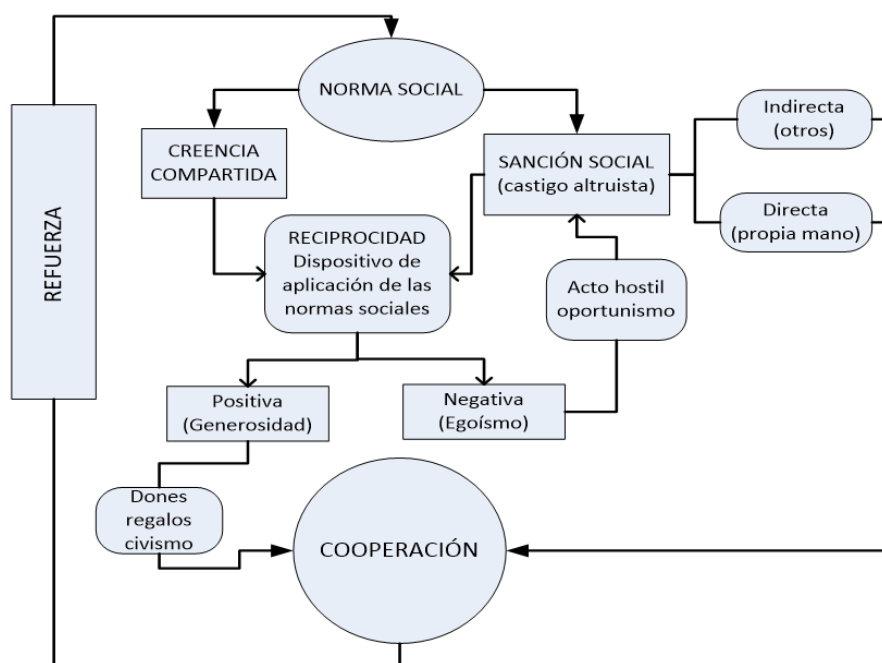 NORMA SOCIAL
Indirecta
(otros)
CREENCIA
COMPARTIDA
SANCIÓN SOCIAL
(castigo altruista)
Directa
(propia mano)
REFUERZA
RECIPROCIDAD
Dispositivo de
aplicación de las
normas sociales
Acto hostil
oportunismo
Positiva
(Generosidad)
Negativa
(Egoísmo)
Dones
regalos
civismo
COOPERACIÓN